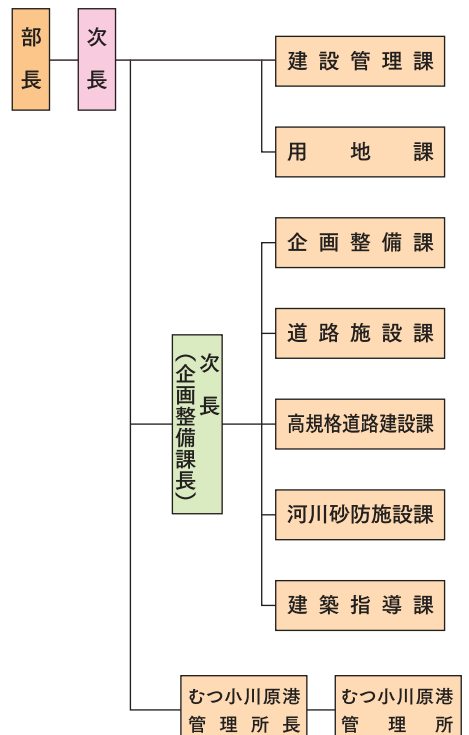 部長
次長
建設管理課
用地課
企画整備課
道路施設課
次長
(企画整備課長)
高規格道路建設課
河川砂防施設課
建築指導課
むつ小川原港
管理所長
むつ小川原港
管理所